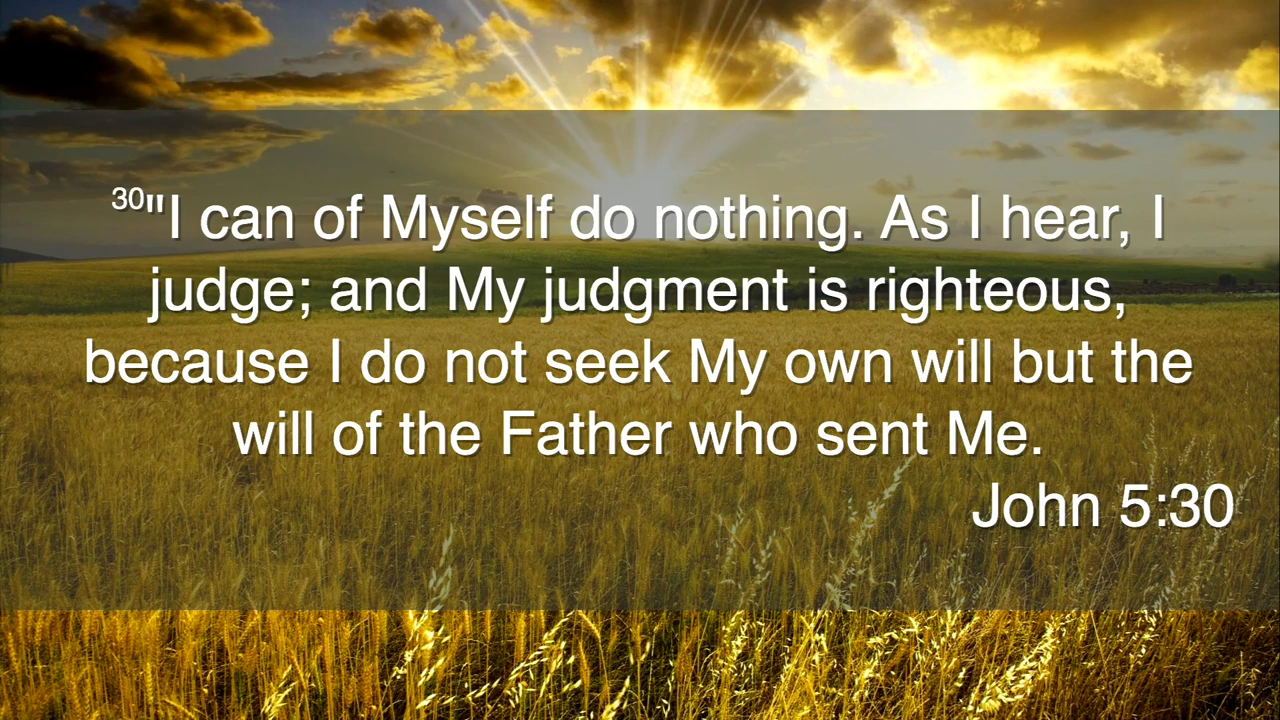 30"I can of Myself do nothing. As I hear, I
judge; and My judgment is righteous,
because I do not seek My own will but the
will of the Father who sent Me.
John 5:30